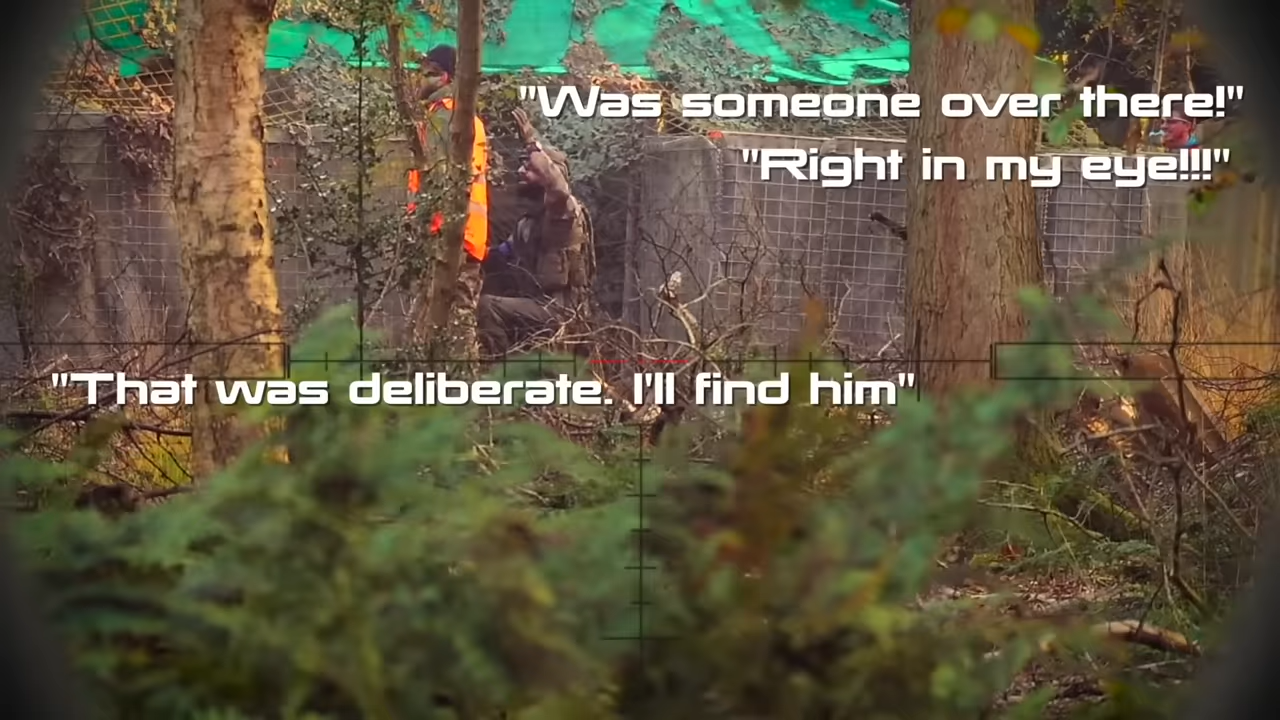 "Was someone over there!"
"Right in my eye!!!"
"That was deliberate. I'll find him"